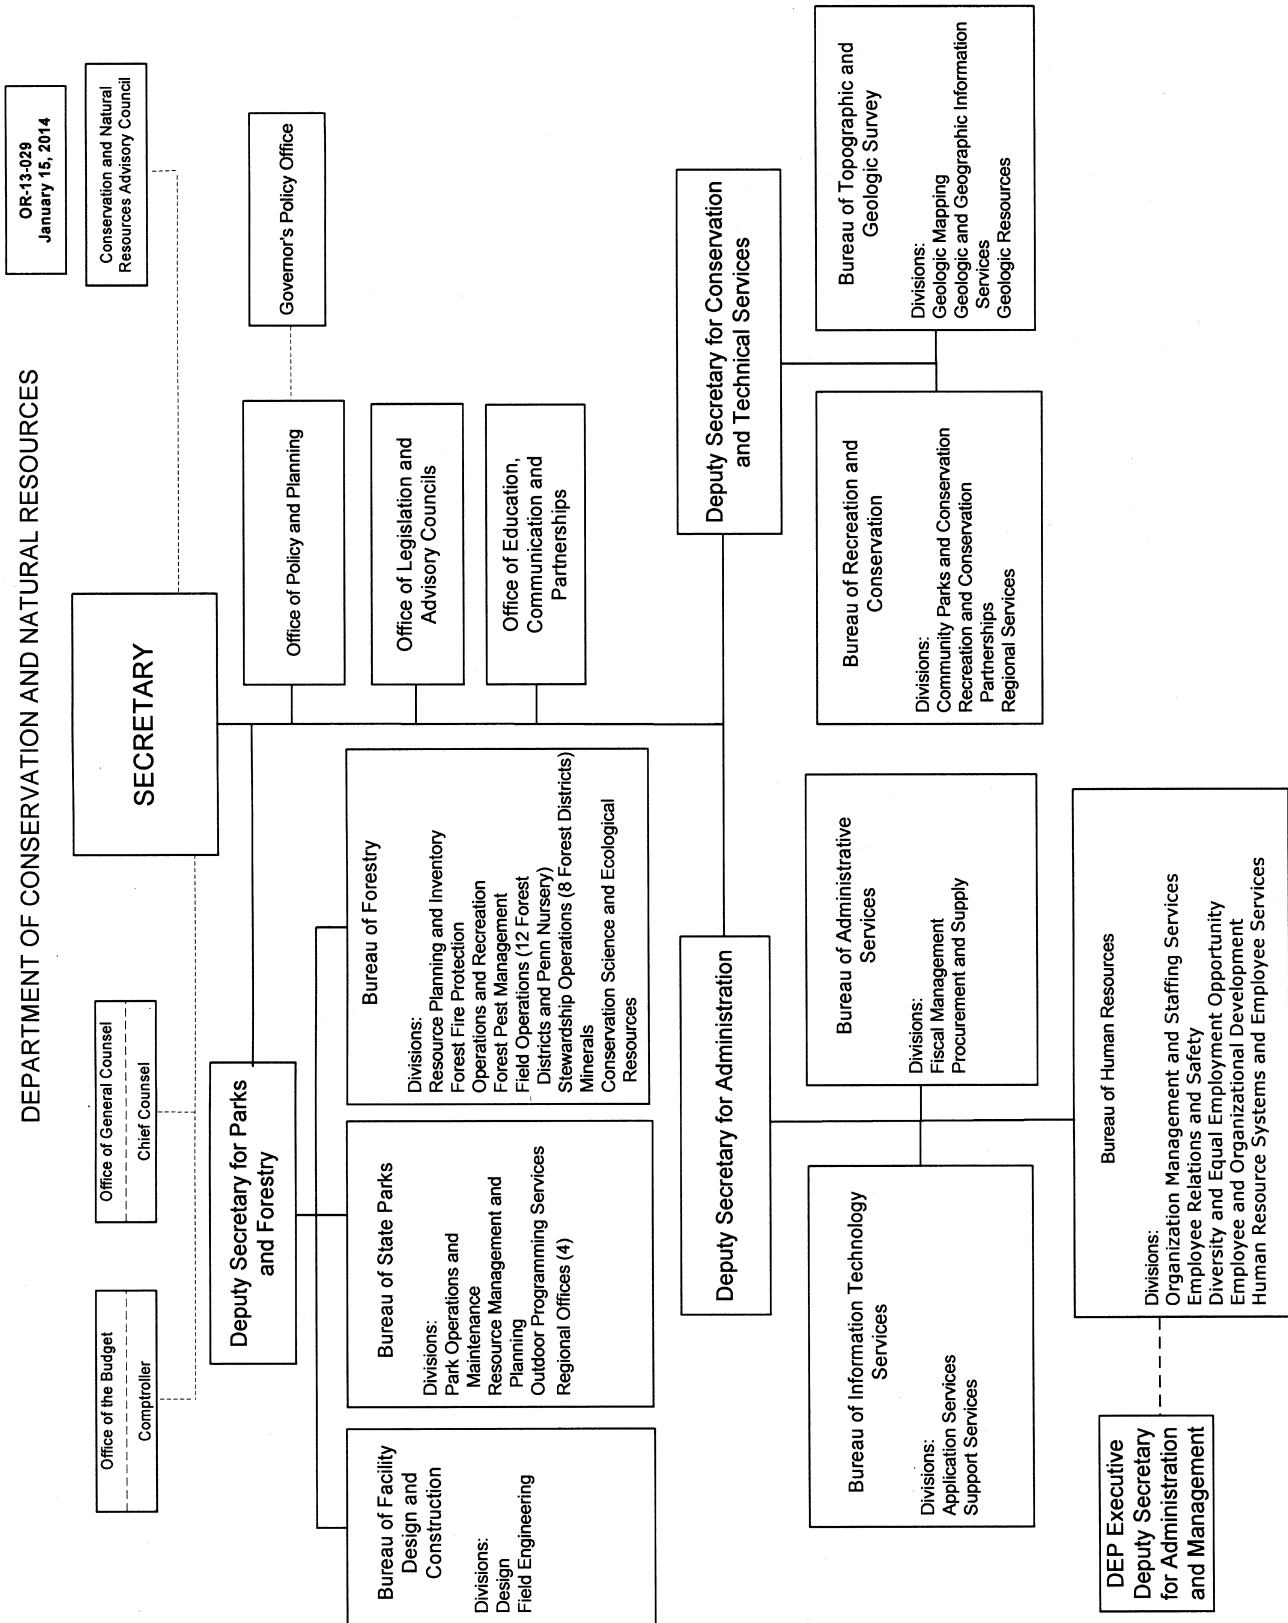 DEPARTMENT OF CONSERVATION AND NATURAL RESOURCES
OR-13-029
January 15, 2014
Conservation and Natural
Resources Advisory Council
SECRETARY
Office of the Budget
Comptroller
Office of General Counsel
Chief Counsel
Governor's Policy Office
Office of Policy and Planning
Office of Legislation and
Advisory Councils
Office of Education,
Communication and
Partnerships
Deputy Secretary for Parks
and Forestry
Bureau of Facility
Design and
Construction
Divisions:
Design
Field Engineering
Bureau of State Parks
Divisions:
Park Operations and
Maintenance
Resource Management and
Planning
Outdoor Programming Services
Regional Offices (4)
Bureau of Forestry
Divisions:
Resource Planning and Inventory
Forest Fire Protection
Operations and Recreation
Forest Pest Management
Field Operations (12 Forest
Districts and Penn Nursery)
Stewardship Operations (8 Forest Districts)
Minerals
Conservation Science and Ecological
Resources
Deputy Secretary for Administration
Deputy Secretary for Conservation
and Technical Services
Bureau of Information Technology
Services
Divisions:
Application Services
Support Services
Bureau of Administrative
Services
Divisions:
Fiscal Management
Procurement and Supply
Bureau of Recreation and
Conservation
Divisions:
Community Parks and Conservation
Recreation and Conservation
Partnerships
Regional Services
Bureau of Topographic and
Geologic Survey
Divisions:
Geologic Mapping
Geologic and Geographic Information
Services
Geologic Resources
DEP Executive
Deputy Secretary
for Administration
and Management
Bureau of Human Resources
Divisions:
Organization Management and Staffing Services
Employee Relations and Safety
Diversity and Equal Employment Opportunity
Employee and Organizational Development
Human Resource Systems and Employee Services